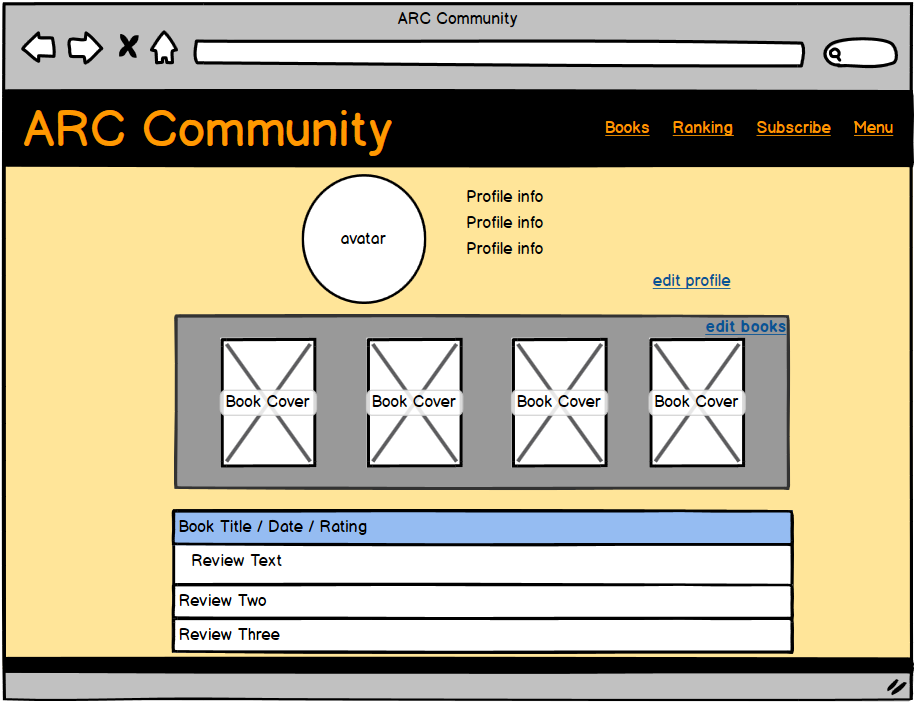 ARC Community
ARC Community
Books Ranking Subscribe Menu
avatar
Profile info
Profile info
Profile info
edit profile
edit books
Book Cover Book Cover Book Cover Book Cover
Book Title / Date / Rating
Review Text
Review Two
Review Three